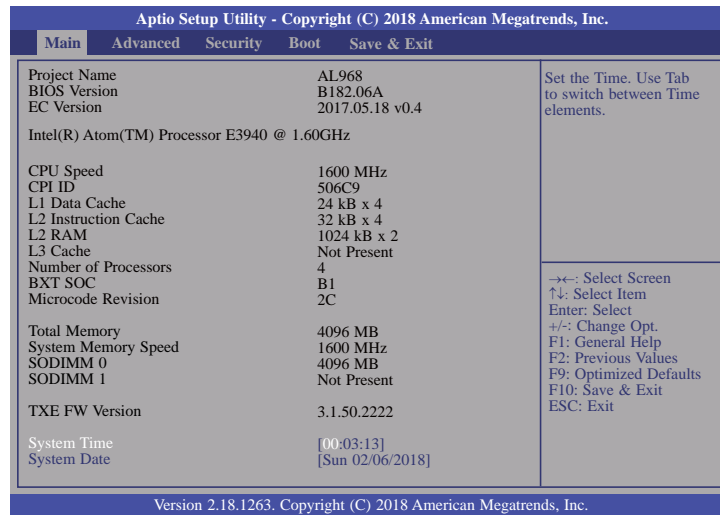 Aptio Setup Utility - Copyright (C) 2018 American Megatrends, Inc.
Main Advanced Security Boot Save & Exit
Project Name AL968
BIOS Version B182.06A
EC Version 2017.05.18 v0.4
Intel(R) Atom(TM) Processor E3940 @ 1.60GHz
CPU Speed 1600 MHz
CPI ID 506C9
L1 Data Cache 24 kB x 4
L2 Instruction Cache 32 kB x 4
L2 RAM 1024 kB x 2
L3 Cache Not Present
Number of Processors 4
BXT SOC B1
Microcode Revision 2C
Total Memory 4096 MB
System Memory Speed 1600 MHz
SODIMM 0 4096 MB
SODIMM 1 Not Present
TXE FW Version 3.1.50.2222
System Time [00:03:13]
System Date [Sun 02/06/2018]
Set the Time. Use Tab
to switch between Time
elements.
→←: Select Screen
↑↓: Select Item
Enter: Select
+/-: Change Opt.
F1: General Help
F2: Previous Values
F9: Optimized Defaults
F10: Save & Exit
ESC: Exit
Version 2.18.1263. Copyright (C) 2018 American Megatrends, Inc.